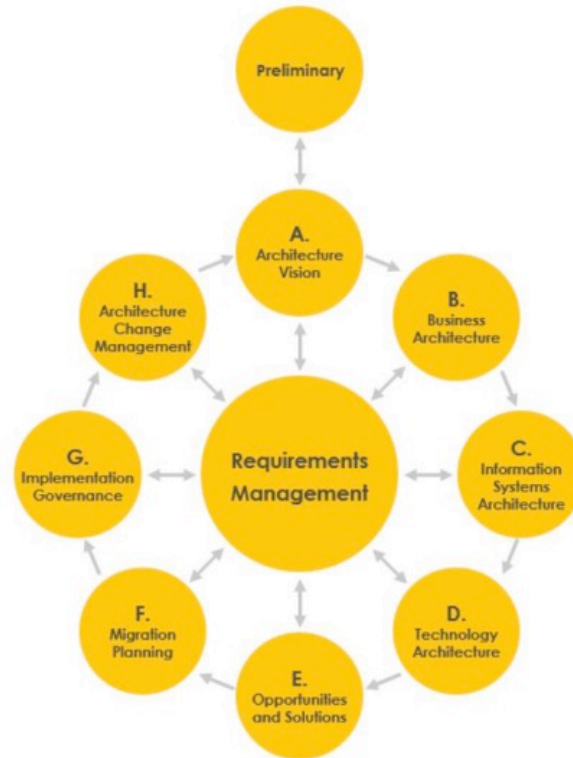 Preliminary
A.
Architecture
Vision
B.
Business
Architecture
C.
Information
Systems
Architecture
D.
Technology
Architecture
E.
Opportunities
and Solutions
F.
Migration
Planning
G.
Implementation
Governance
H.
Architecture
Change
Management
Requirements
Management